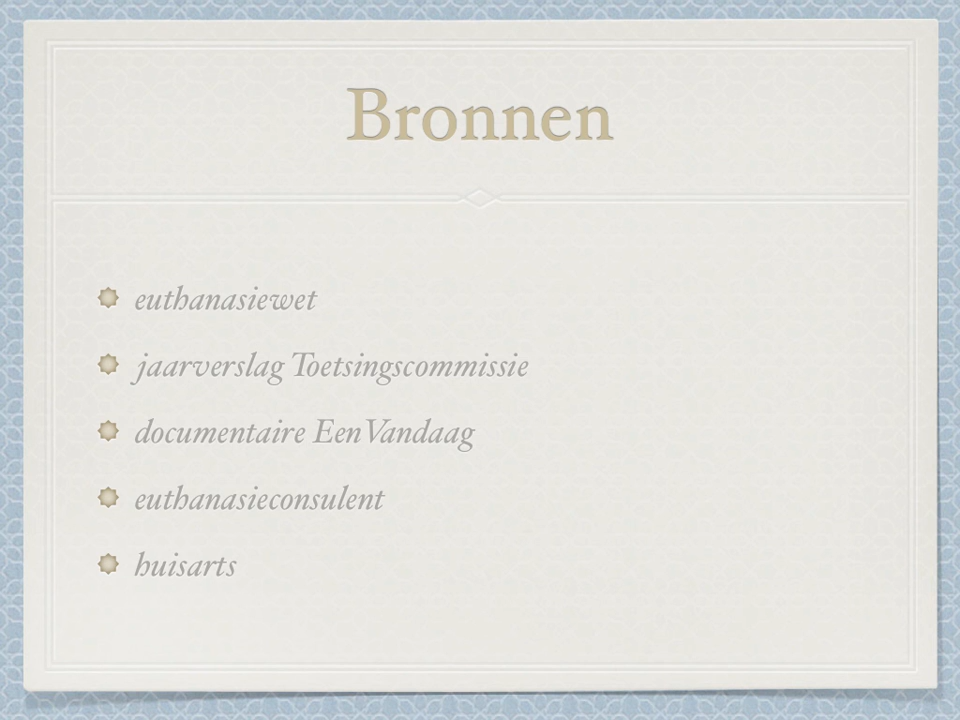 Bronnen
euthanasiewet
jaarverslag Toetsingscommissie
documentaire EenVandaag
euthanasieconsulent
huisarts